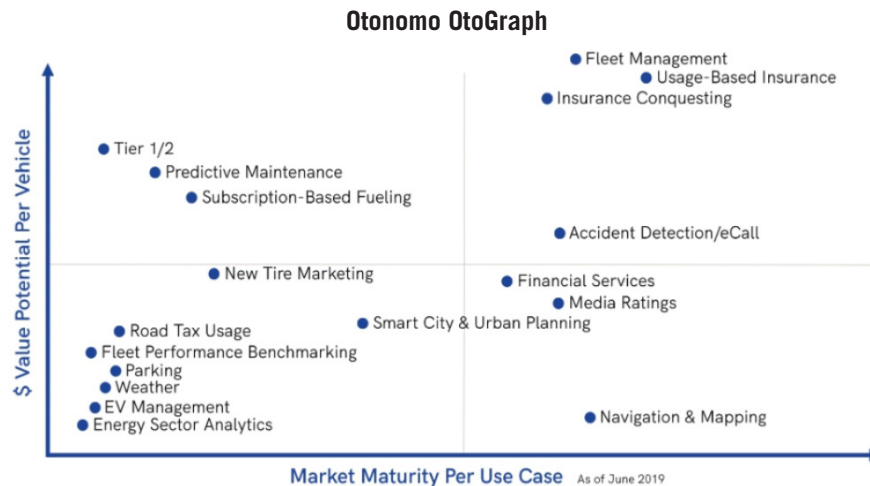 Otonomo OtoGraph
Fleet Management
Usage-Based Insurance
Insurance Conquesting
Tier 1/2
Predictive Maintenance
Subscription-Based Fueling
Accident Detection/eCall
New Tire Marketing
Financial Services
Media Ratings
Smart City & Urban Planning
Road Tax Usage
Fleet Performance Benchmarking
Parking
Weather
EV Management
Navigation & Mapping
Energy Sector Analytics
$ Value Potential Per Vehicle
Market Maturity Per Use Case As of June 2019